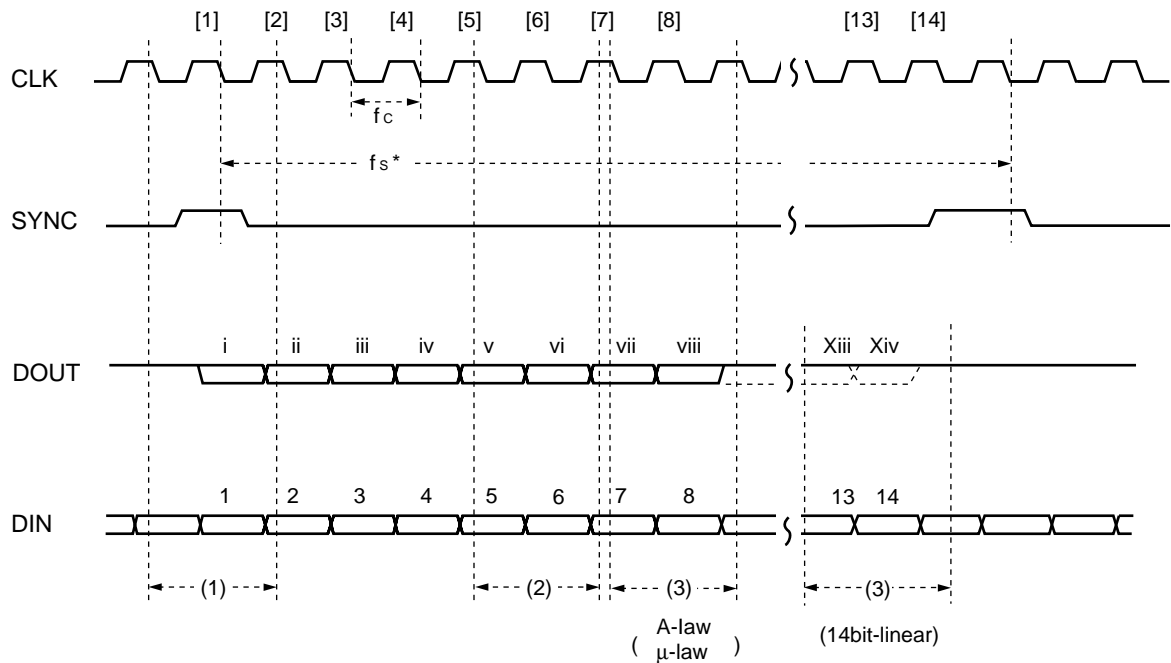 [1] [2] [3] [4] [5] [6] [7] [8] [13] [14]
CLK
fC
fS*
SYNC
i ii iii iv v vi vii viii Xiii Xiv
DOUT
1 2 3 4 5 6 7 8 13 14
DIN
(1) (2) (3) (3)
( A-law
μ-law ) (14bit-linear)